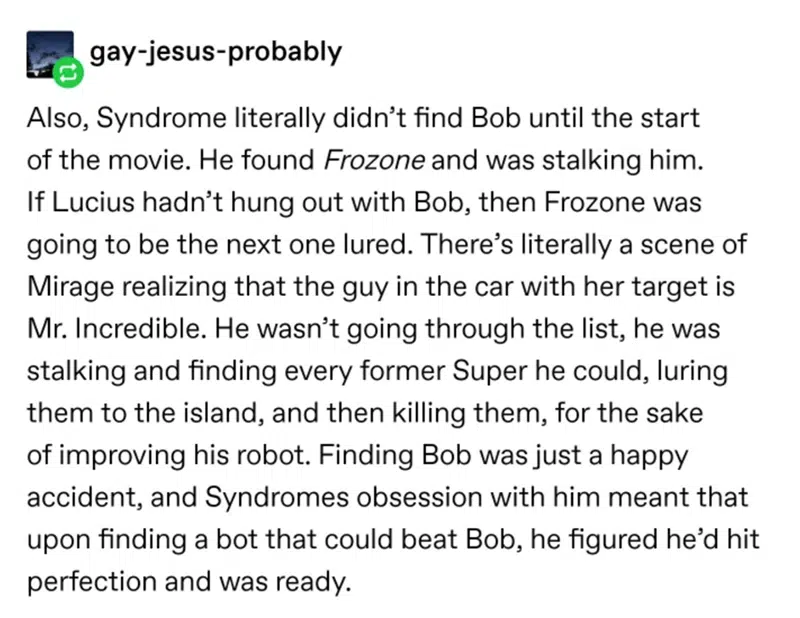 gay-jesus-probably
Also, Syndrome literally didn’t find Bob until the start
of the movie. He found Frozone and was stalking him.
If Lucius hadn’t hung out with Bob, then Frozone was
going to be the next one lured. There’s literally a scene of
Mirage realizing that the guy in the car with her target is
Mr. Incredible. He wasn’t going through the list, he was
stalking and finding every former Super he could, luring
them to the island, and then killing them, for the sake
of improving his robot. Finding Bob was just a happy
accident, and Syndromes obsession with him meant that
upon finding a bot that could beat Bob, he figured he’d hit
perfection and was ready.